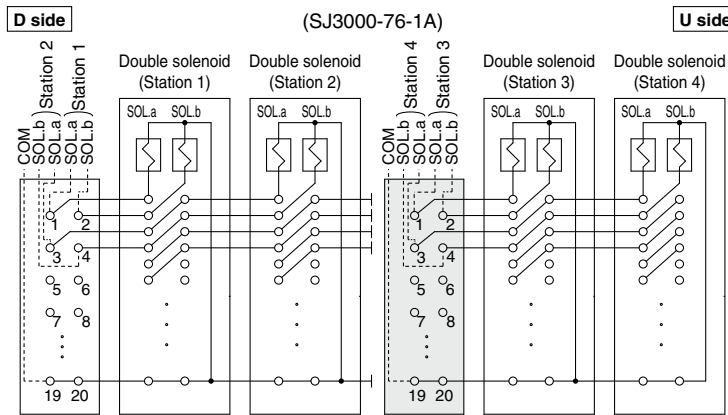 D side
(SJ3000-76-1A)
U side
COM
SOL.b
SOL.a
Station 2
SOL.a
SOL.b
Station 1
Double solenoid
(Station 1)
Double solenoid
(Station 2)
COM
SOL.b
SOL.a
Station 4
SOL.a
SOL.b
Station 3
Double solenoid
(Station 3)
Double solenoid
(Station 4)
SOL.a SOL.b
SOL.a SOL.b
SOL.a SOL.b
SOL.a SOL.b
1 2
3 4
5 6
7 8
19 20
1 2
3 4
5 6
7 8
19 20